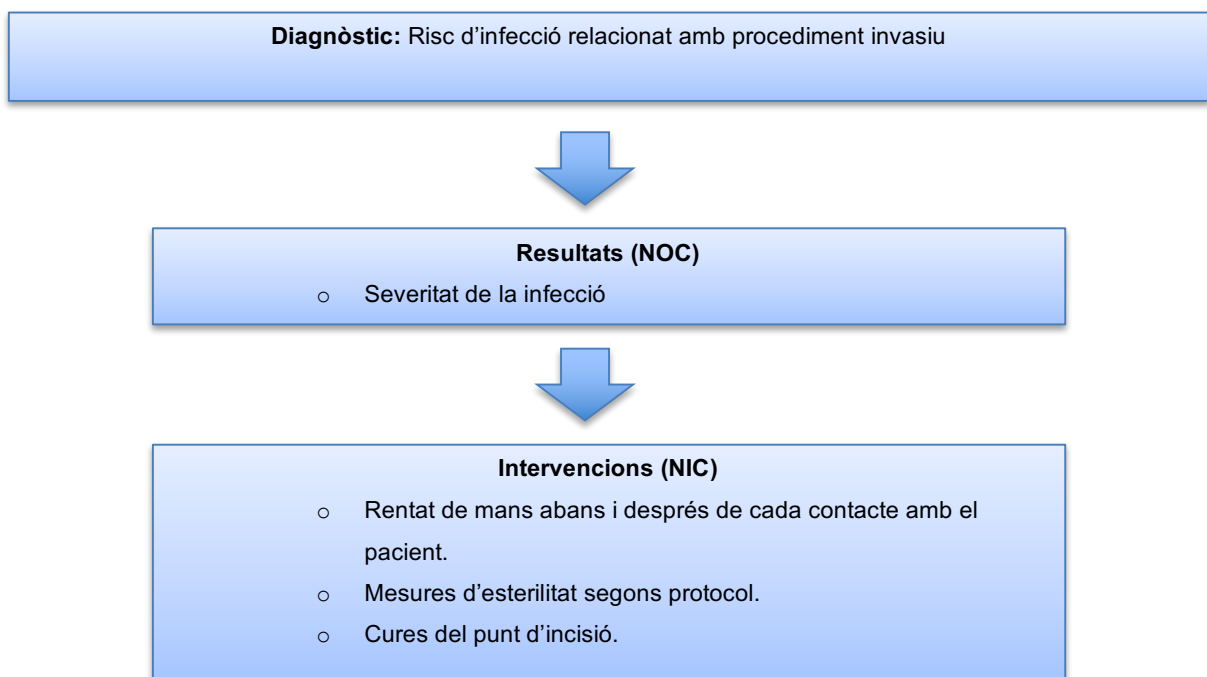 Diagnòstic: Risc d’infecció relacionat amb procediment invasiu
Resultats (NOC)
o Severitat de la infecció
Intervencions (NIC)
o Rentat de mans abans i després de cada contacte amb el
pacient.
o Mesures d’esterilitat segons protocol.
o Cures del punt d’incisió.